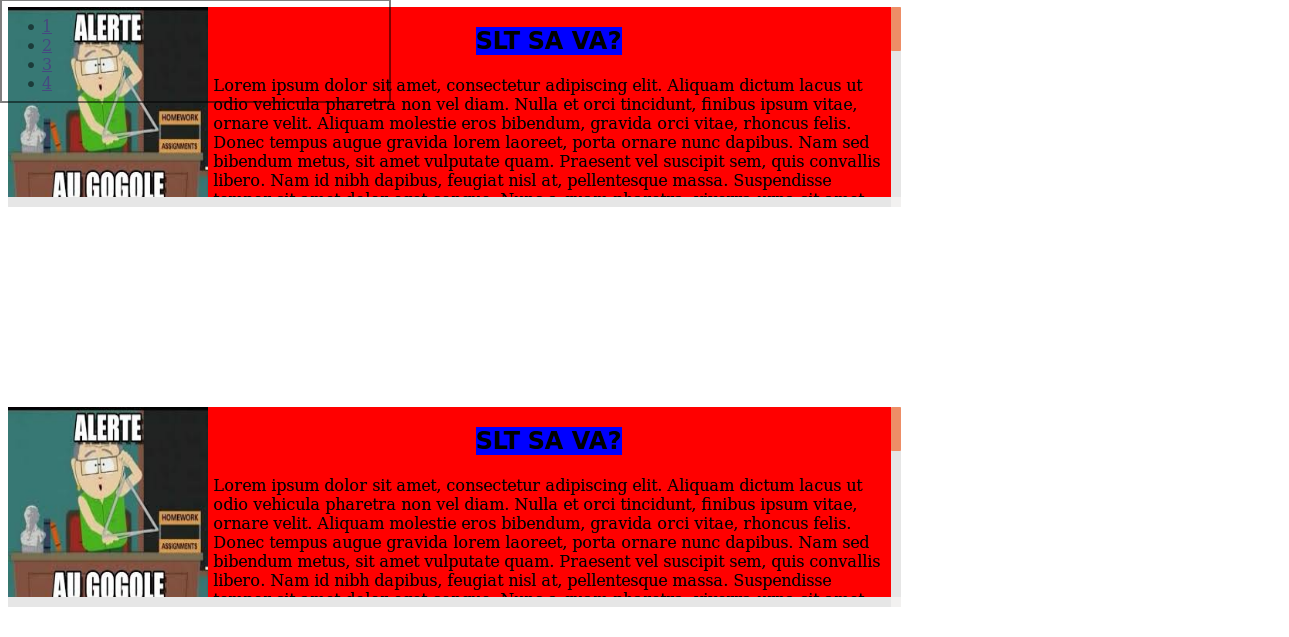 ALERTE
1
2
3
4
HOMEWORK
ASSIGNMENTS
AU GOGOLE
SLT SA VA?
Lorem ipsum dolor sit amet, consectetur adipiscing elit. Aliquam dictum lacus ut
odio vehicula pharetra non vel diam. Nulla et orci tincidunt, finibus ipsum vitae,
ornare velit. Aliquam molestie eros bibendum, gravida orci vitae, rhoncus felis.
Donec tempus augue gravida lorem laoreet, porta ornare nunc dapibus. Nam sed
bibendum metus, sit amet vulputate quam. Praesent vel suscipit sem, quis convallis
libero. Nam id nibh dapibus, feugiat nisl at, pellentesque massa. Suspendisse
ALERTE
HOMEWORK
ASSIGNMENTS
AU GOGOLE
SLT SA VA?
Lorem ipsum dolor sit amet, consectetur adipiscing elit. Aliquam dictum lacus ut
odio vehicula pharetra non vel diam. Nulla et orci tincidunt, finibus ipsum vitae,
ornare velit. Aliquam molestie eros bibendum, gravida orci vitae, rhoncus felis.
Donec tempus augue gravida lorem laoreet, porta ornare nunc dapibus. Nam sed
bibendum metus, sit amet vulputate quam. Praesent vel suscipit sem, quis convallis
libero. Nam id nibh dapibus, feugiat nisl at, pellentesque massa. Suspendisse